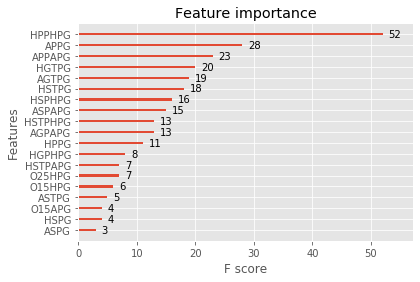 Feature importance
Features
HPPHPG 52
APPG 28
APPAPG 23
HGTPG 20
AGTPG 19
HSTPG 18
HSPHPG 16
ASPAPG 15
HSTPHPG 13
AGPAPG 13
HPPG 11
HGPHPG 8
HSTPAPG 7
O25HPG 7
O15HPG 6
ASTPG 5
O15APG 4
HSPG 4
ASPG 3
0 10 20 30 40 50
F score